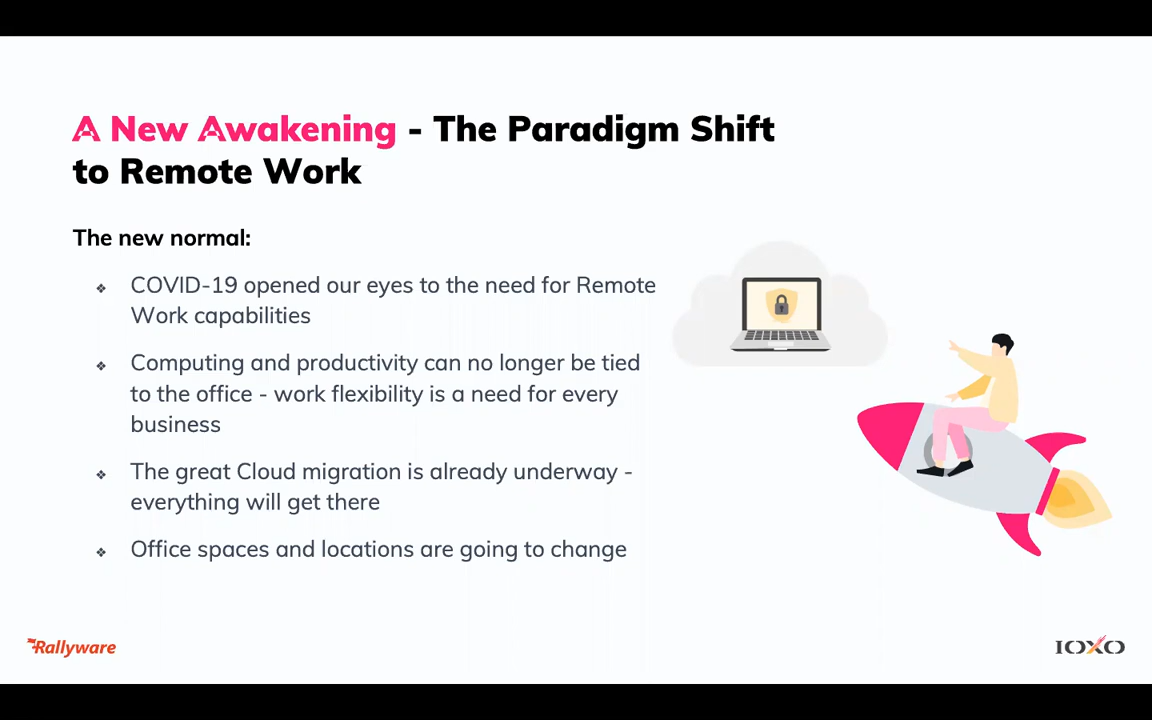 A New Awakening - The Paradigm Shift
to Remote Work
The new normal:
❖ COVID-19 opened our eyes to the need for Remote
Work capabilities
❖ Computing and productivity can no longer be tied
to the office - work flexibility is a need for every
business
❖ The great Cloud migration is already underway -
everything will get there
❖ Office spaces and locations are going to change
Rallyware
IOXO